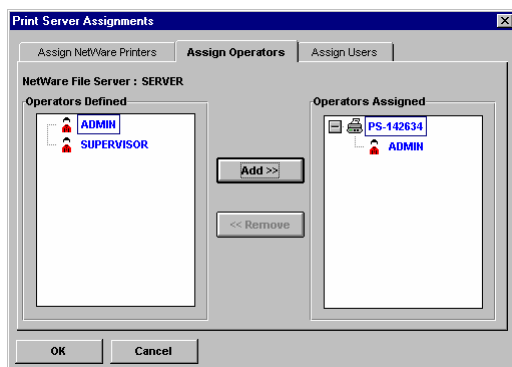 Print Server Assignments
Assign NetWare Printers
Assign Operators
Assign Users
NetWare File Server : SERVER
Operators Defined
ADMIN
SUPERVISOR
Add >>
<< Remove
Operators Assigned
PS-142634
ADMIN
OK
Cancel